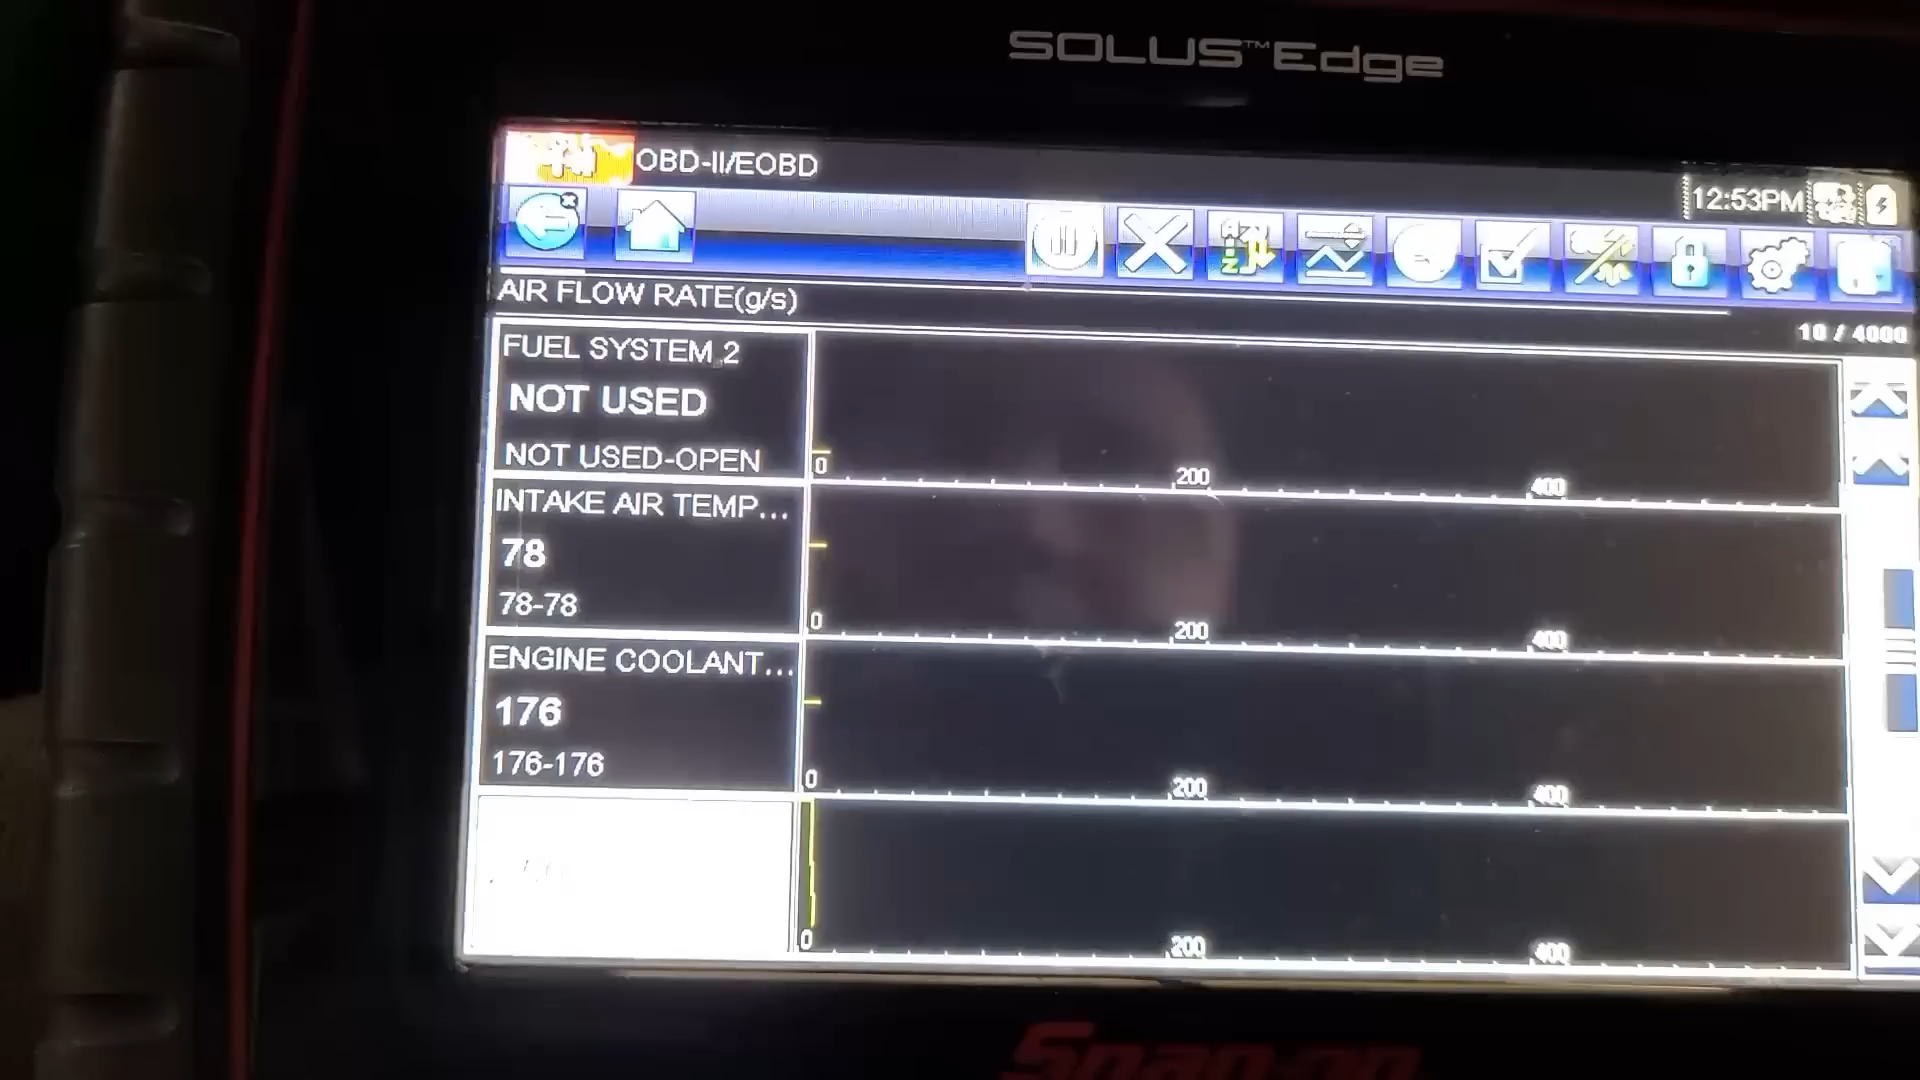 SOLUS™ Edge
OBD-II/EOBD
12:53PM
AIR FLOW RATE(g/s)
10 / 4000
FUEL SYSTEM 2
NOT USED
NOT USED-OPEN
0 200 400
INTAKE AIR TEMP...
78
78-78
0 200 400
ENGINE COOLANT...
176
176-176
0 200 400
0 200 400
Snap-on